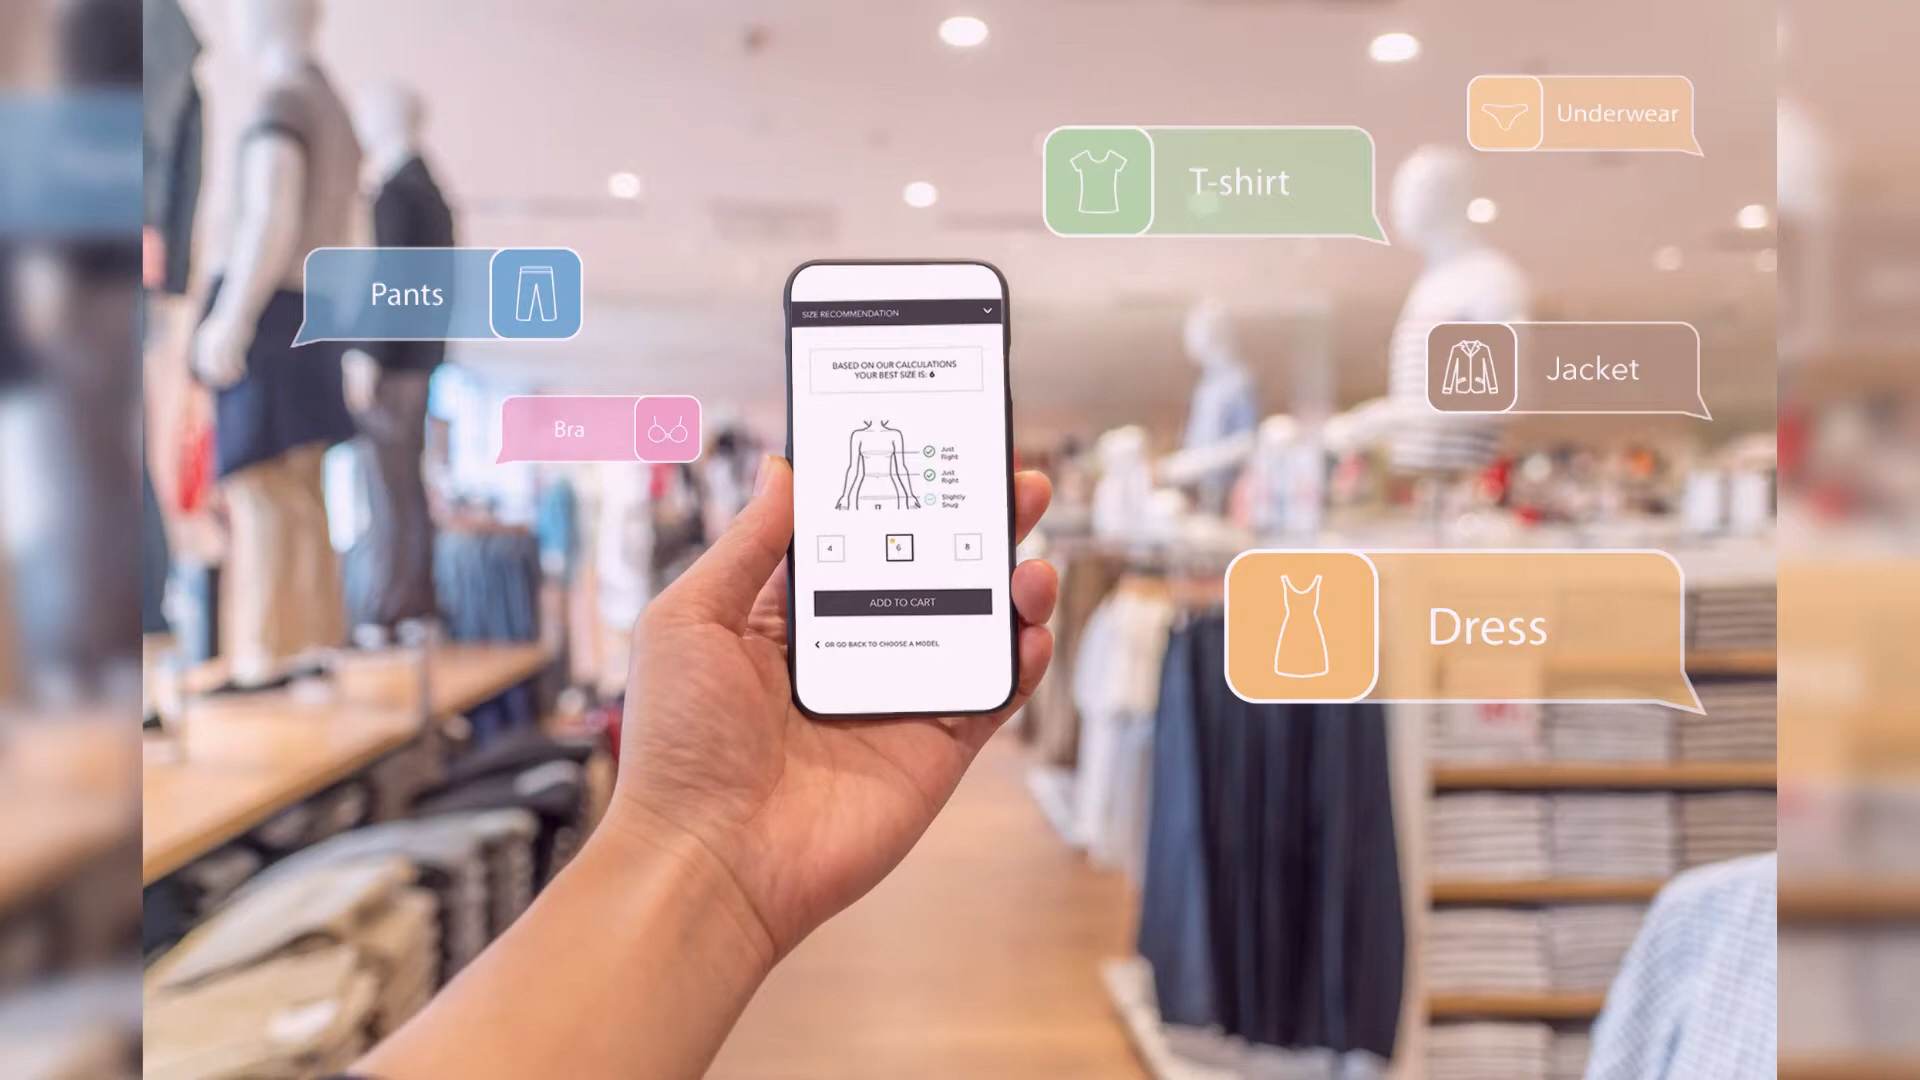 Underwear
T-shirt
Pants
Jacket
Bra
Dress
SIZE RECOMMENDATION
BASED ON OUR CALCULATIONS
YOUR BEST SIZE IS: 6
Just
Right
Just
Right
Slightly
Snug
4
6
8
ADD TO CART
OR GO BACK TO CHOOSE A MODEL